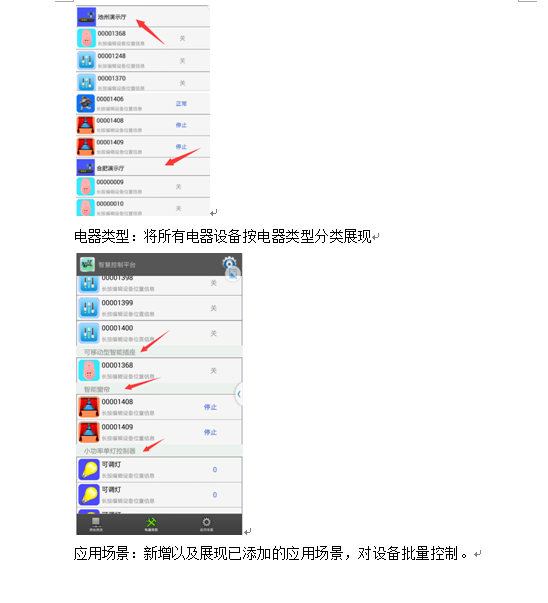 池州演示厅
00001368
长按编辑设备位置信息
关
00001248
长按编辑设备位置信息
关
00001370
长按编辑设备位置信息
关
00001406
长按编辑设备位置信息
正常
00001408
长按编辑设备位置信息
停止
00001409
长按编辑设备位置信息
停止
合肥演示厅
00000009
长按编辑设备位置信息
关
00000010
长按编辑设备位置信息
关
电器类型：将所有电器设备按电器类型分类展现
智慧控制平台
00001398
长按编辑设备位置信息
关
00001399
长按编辑设备位置信息
关
00001400
长按编辑设备位置信息
关
可移动型智能插座
00001368
长按编辑设备位置信息
关
智能窗帘
00001408
长按编辑设备位置信息
停止
00001409
长按编辑设备位置信息
停止
小功率单灯控制器
可调灯
长按编辑设备位置信息
0
可调灯
长按编辑设备位置信息
0
可调灯
电器类型
应用场景
应用场景：新增以及展现已添加的应用场景，对设备批量控制。